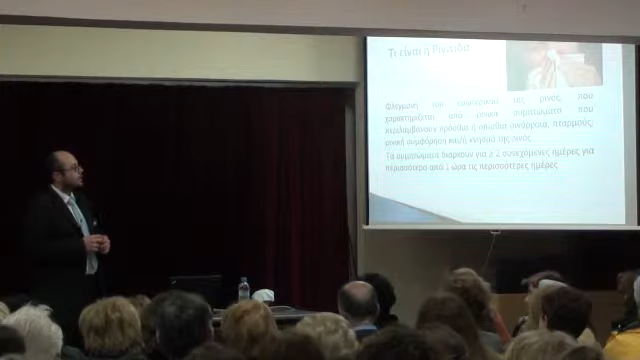 Τι είναι η Ρινίτιδα
Φλεγμονή του επιθηλίου της ρινός, που
χαρακτηρίζεται από ρινικά συμπτώματα που
περιλαμβάνουν πρόσθια ή οπίσθια ρινόρροια, πταρμούς,
ρινική συμφόρηση και/ή κνησμό της ρινός.
Τα συμπτώματα διαρκούν για ≥ 2 συνεχόμενες ημέρες για
περισσότερο από 1 ώρα τις περισσότερες ημέρες